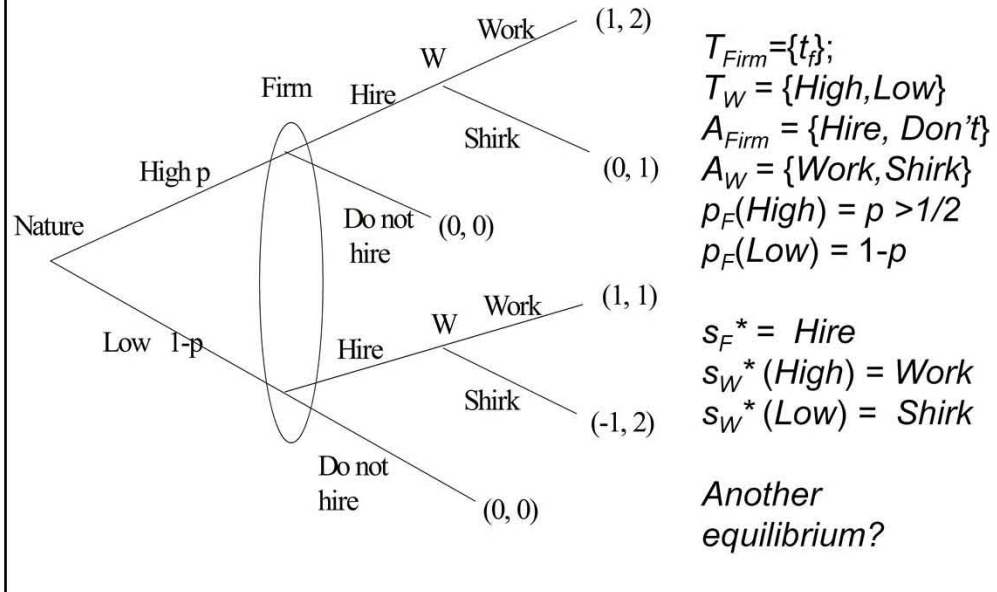 Work
(1, 2)
W
Firm
Hire
Shirk
(0, 1)
High p
Do not
hire
(0, 0)
Nature
Work
(1, 1)
W
Low 1-p
Hire
Shirk
(-1, 2)
Do not
hire
(0, 0)
T_Firm={t_f};
T_W = {High,Low}
A_Firm = {Hire, Don't}
A_W = {Work,Shirk}
p_F(High) = p >1/2
p_F(Low) = 1-p
s_F* = Hire
s_W* (High) = Work
s_W* (Low) = Shirk
Another
equilibrium?